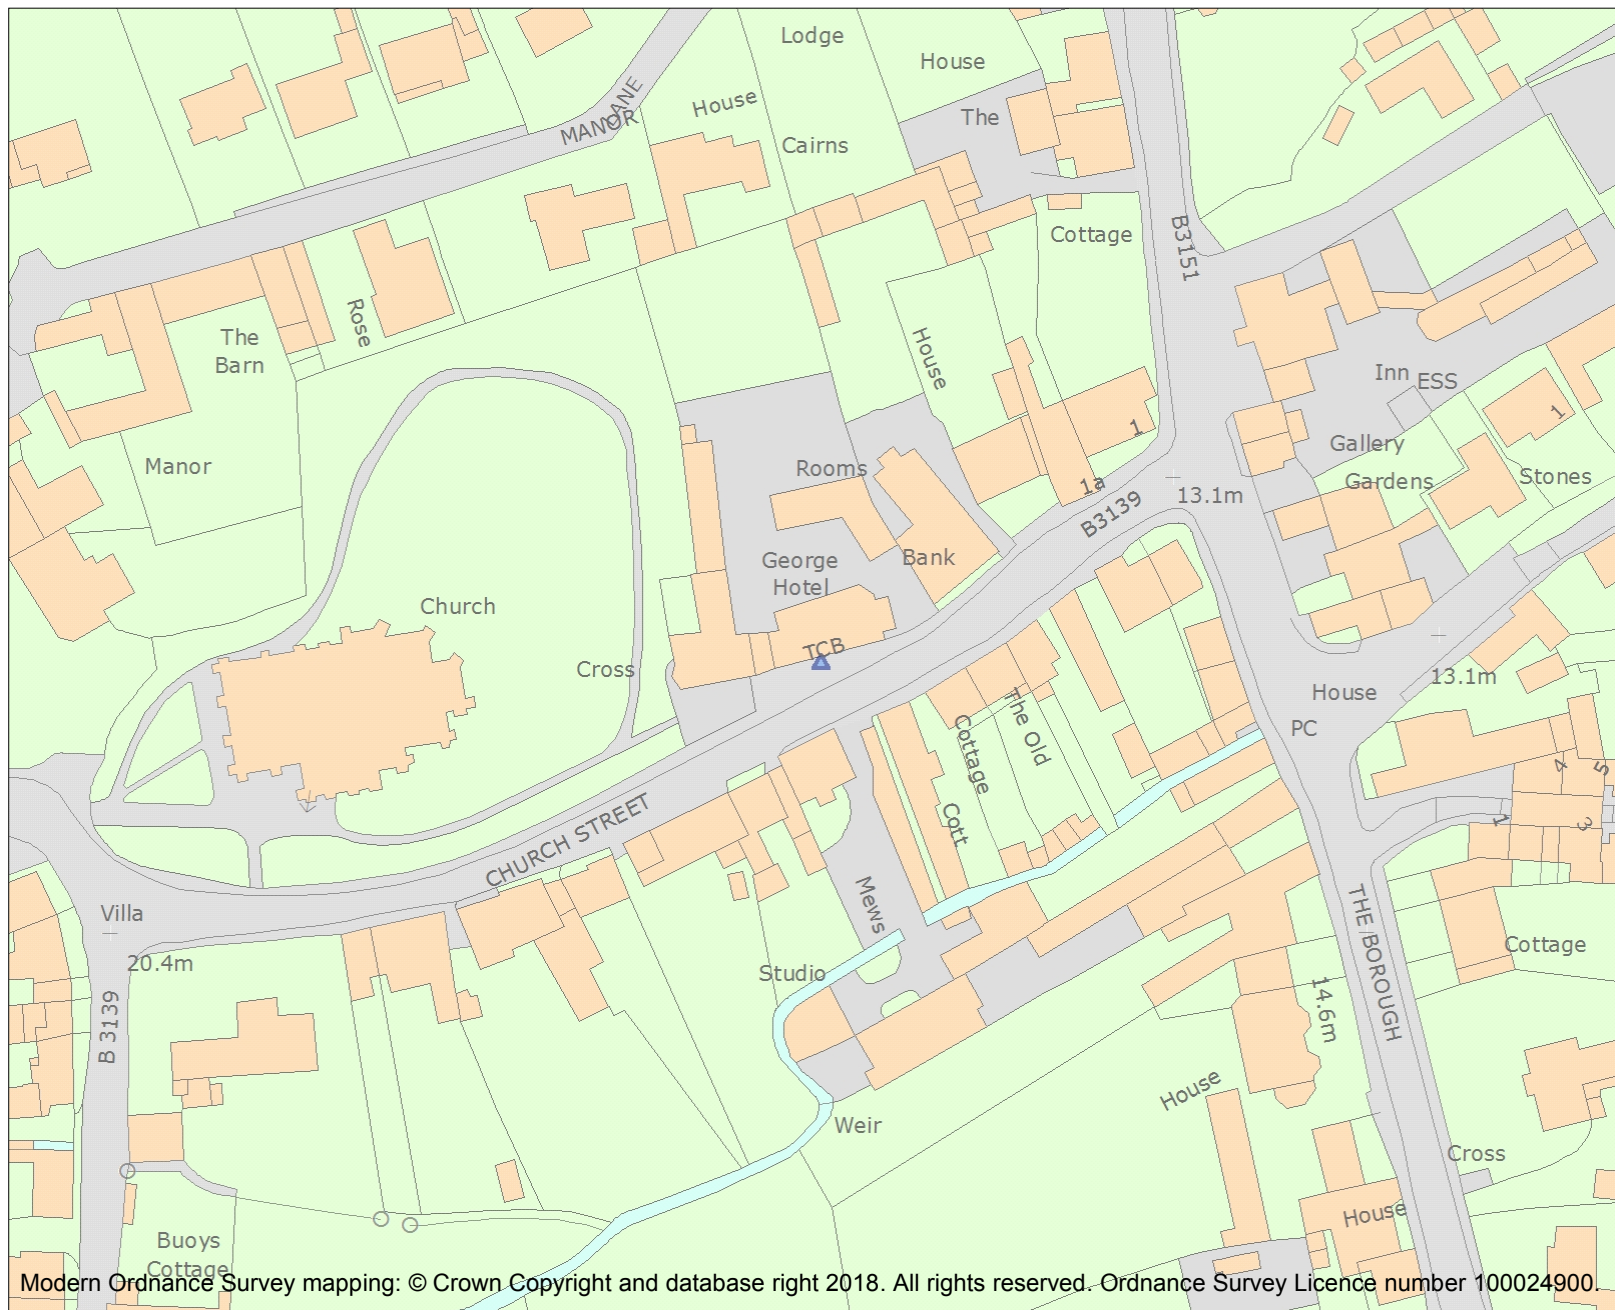 Lodge
House
House
The
MANOR
LANE
Cairns
B3151
Cottage
Rose
The
Barn
House
Inn
ESS
1
1
Gallery
Manor
Rooms
Gardens
Stones
1a
13.1m
B3139
George
Hotel
Bank
Church
TCB
Cross
13.1m
House
The Old
PC
Cottage
4
5
CHURCH STREET
Cott
1
3
Mews
Villa
THE BOROUGH
Cottage
20.4m
Studio
14.6m
B 3139
House
Weir
Cross
House
Buoys
Cottage
Modern Ordnance Survey mapping: © Crown Copyright and database right 2018. All rights reserved. Ordnance Survey Licence number 100024900.